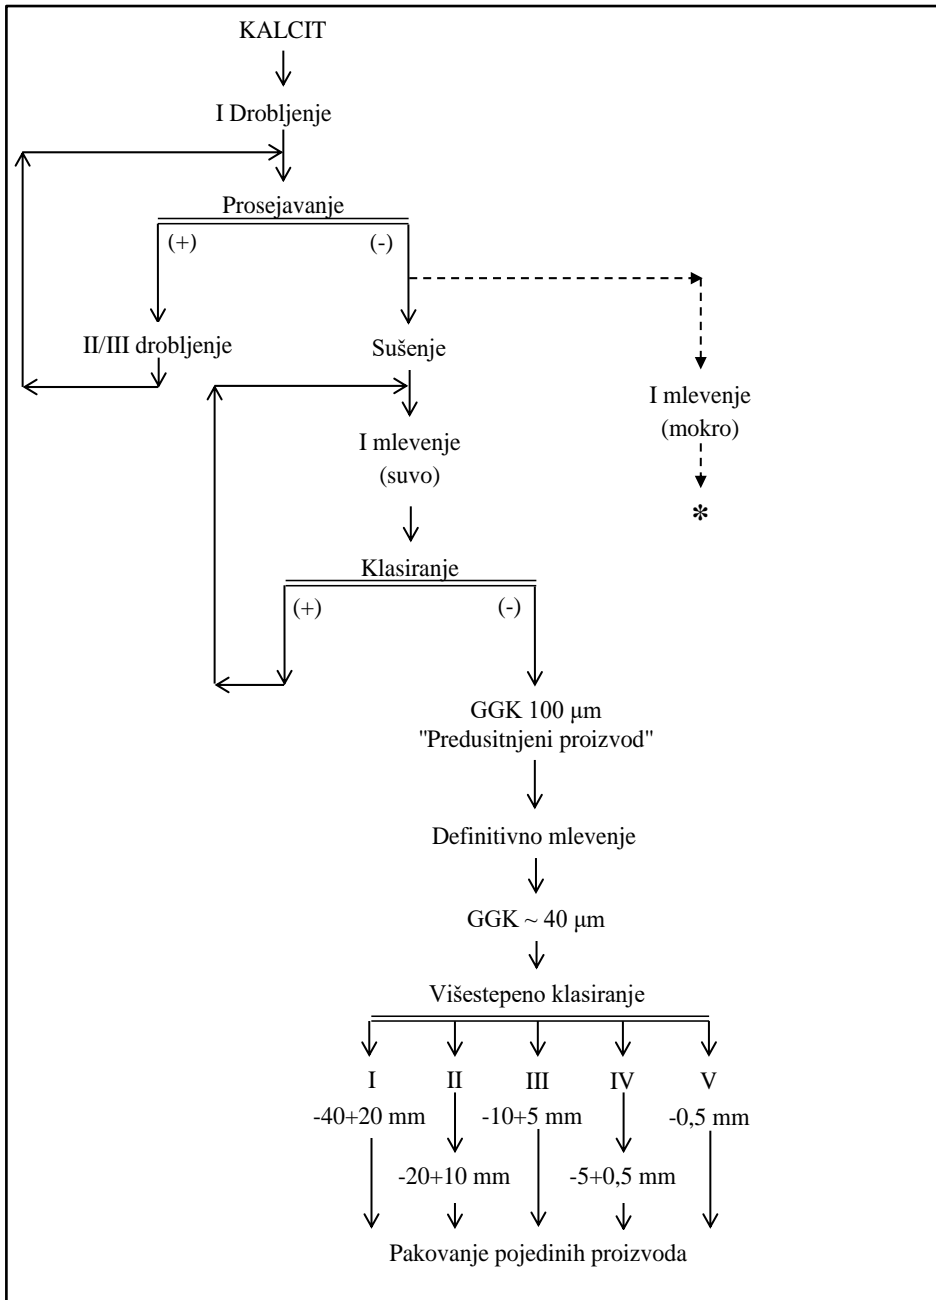 KALCIT
I Drobljenje
Prosejavanje
(+)
(-)
II/III drobljenje
Sušenje
I mlevenje
(mokro)
*
I mlevenje
(suvo)
Klasiranje
(+)
(-)
GGK 100 μm
"Predusitnjeni proizvod"
Definitivno mlevenje
GGK ~ 40 μm
Višestepeno klasiranje
I II III IV V
-40+20 mm -10+5 mm -0,5 mm
-20+10 mm -5+0,5 mm
Pakovanje pojedinih proizvoda